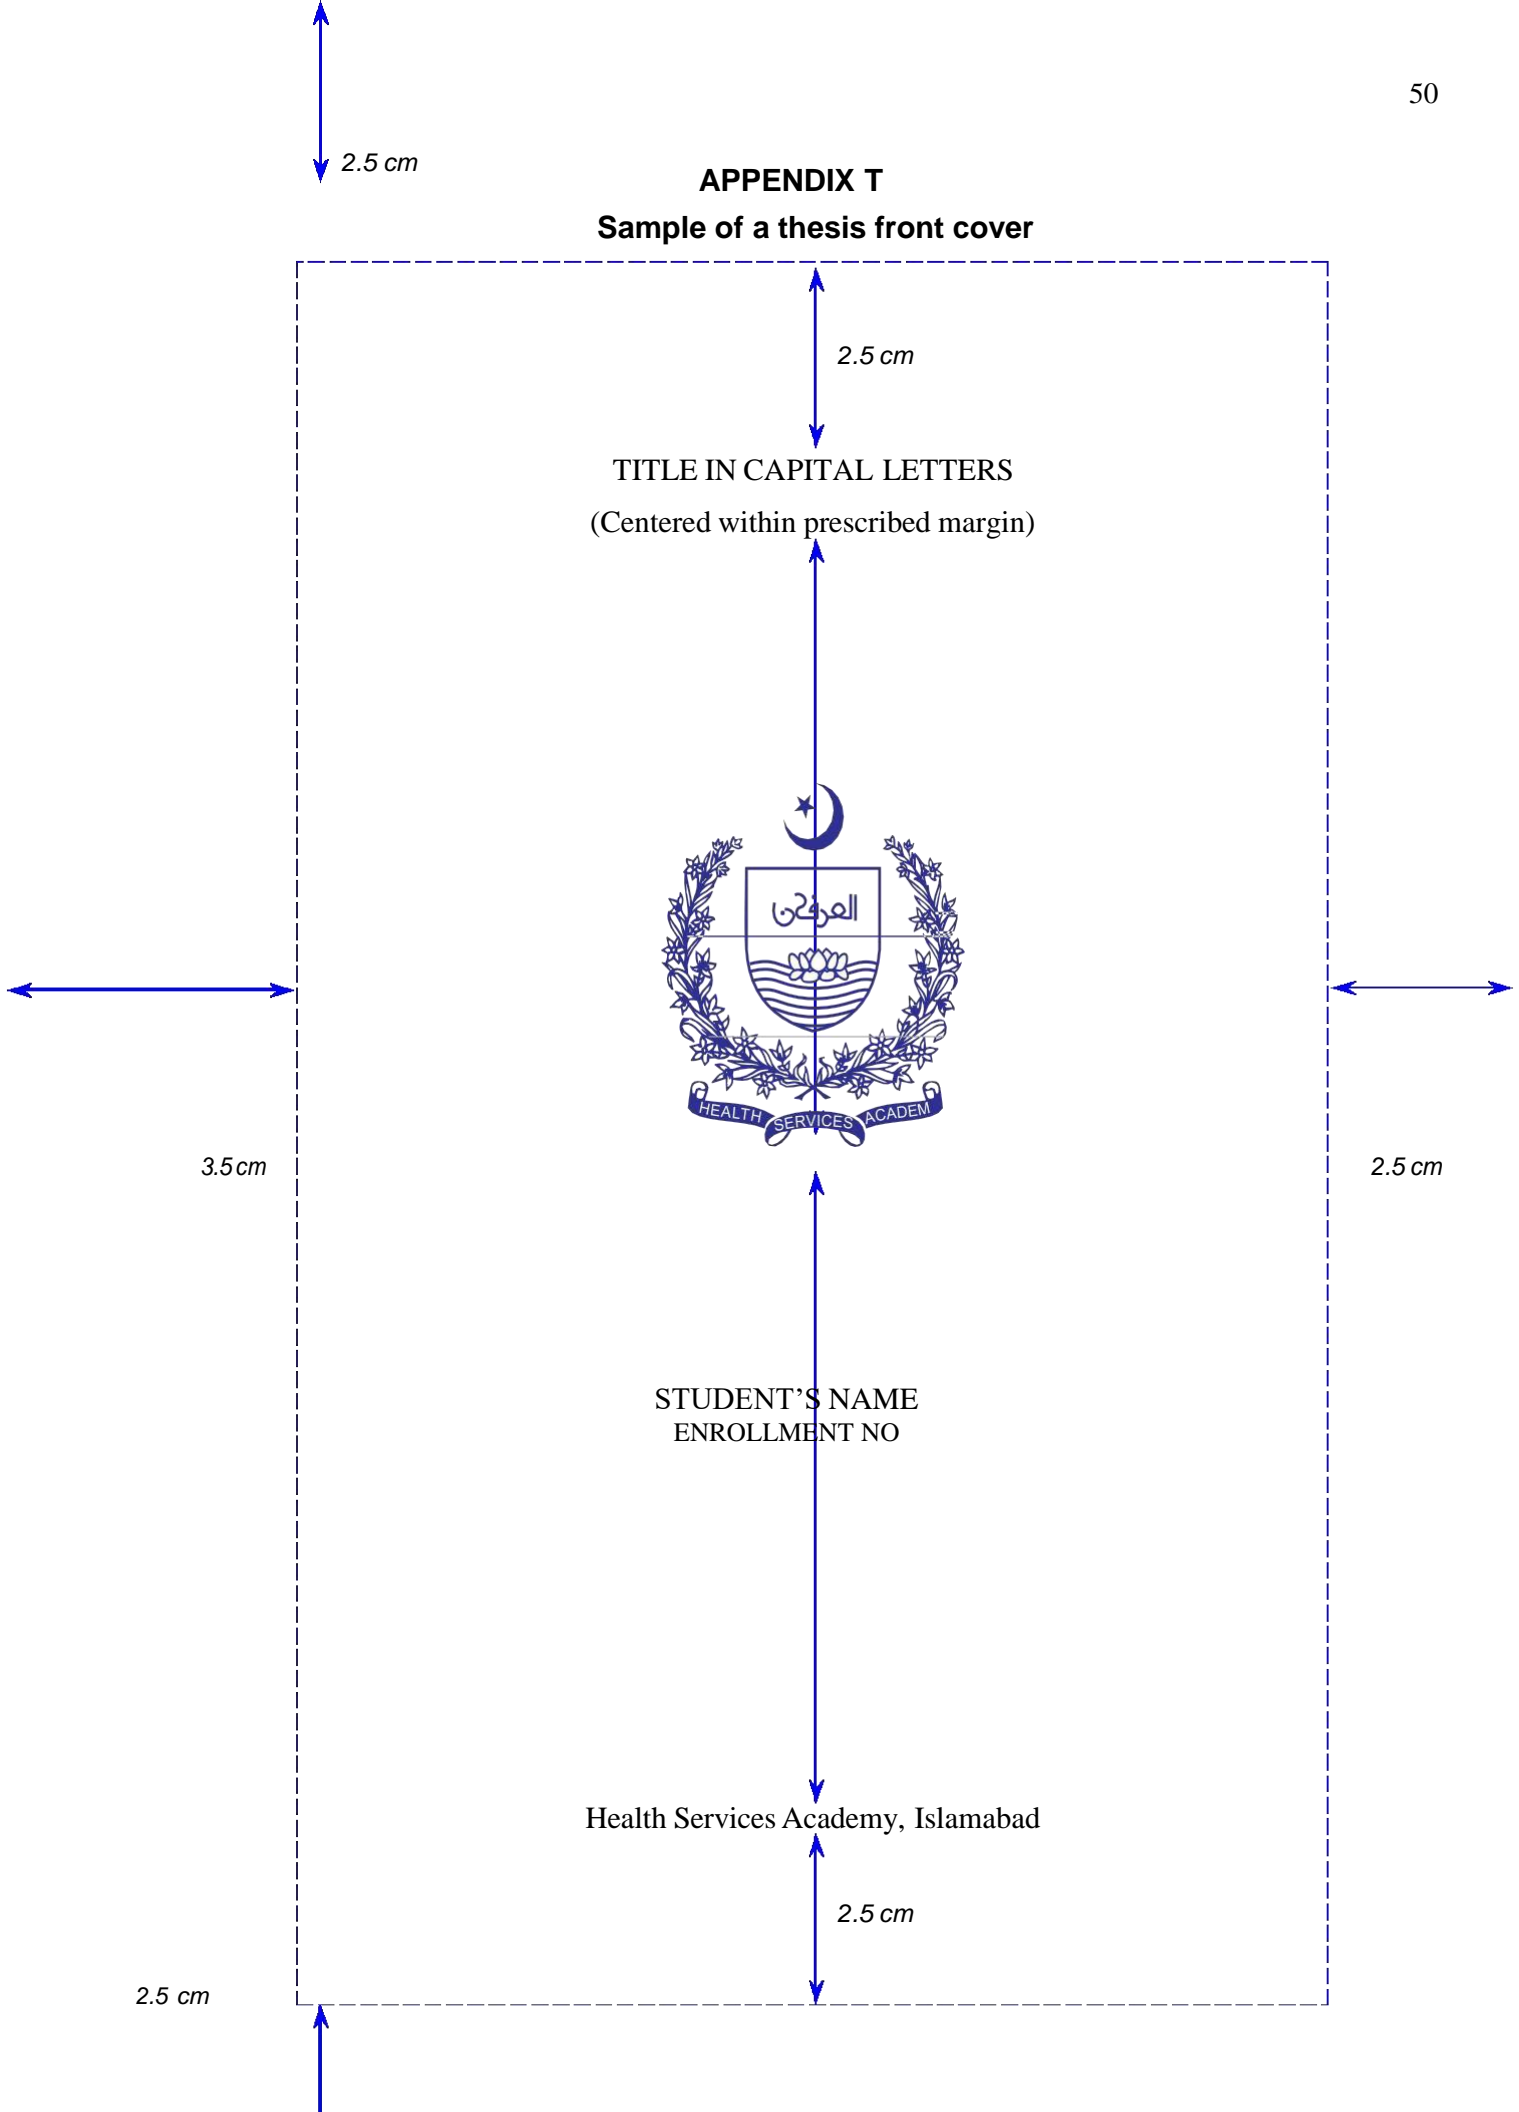 50
2.5 cm
APPENDIX T
Sample of a thesis front cover
2.5 cm
TITLE IN CAPITAL LETTERS
(Centered within prescribed margin)
HEALTH SERVICES ACADEM
3.5 cm
2.5 cm
STUDENT’S NAME
ENROLLMENT NO
Health Services Academy, Islamabad
2.5 cm
2.5 cm